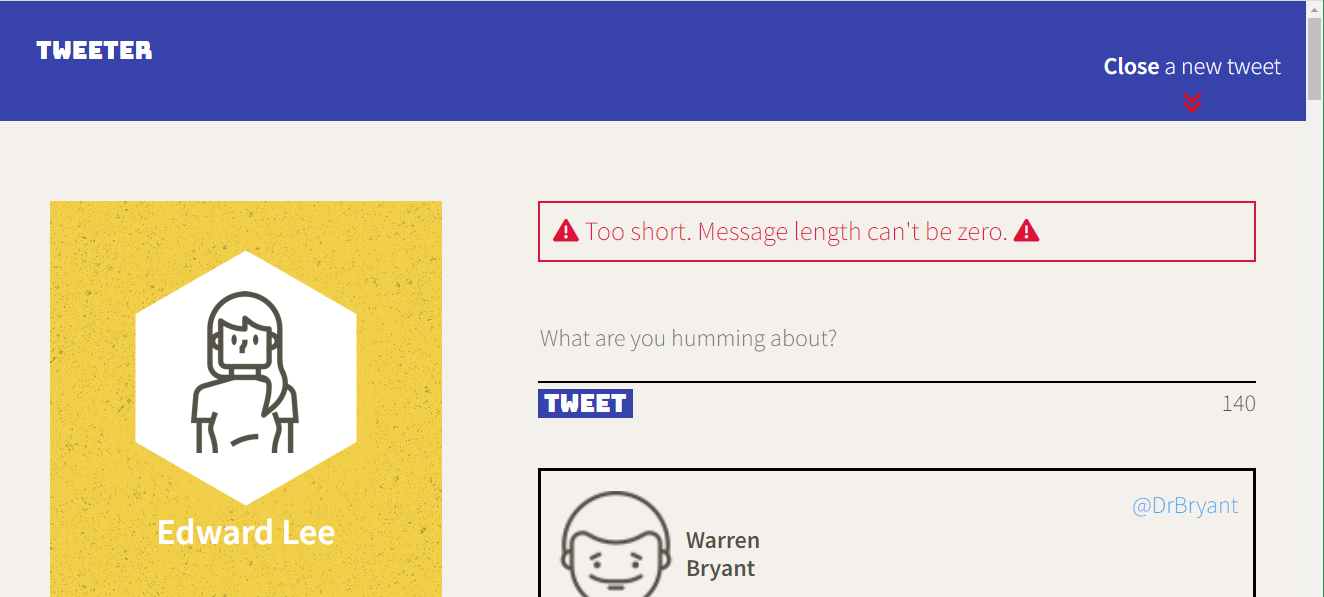 TWEETER
Close a new tweet
Too short. Message length can't be zero.
What are you humming about?
TWEET
140
Edward Lee
@DrBryant
Warren
Bryant